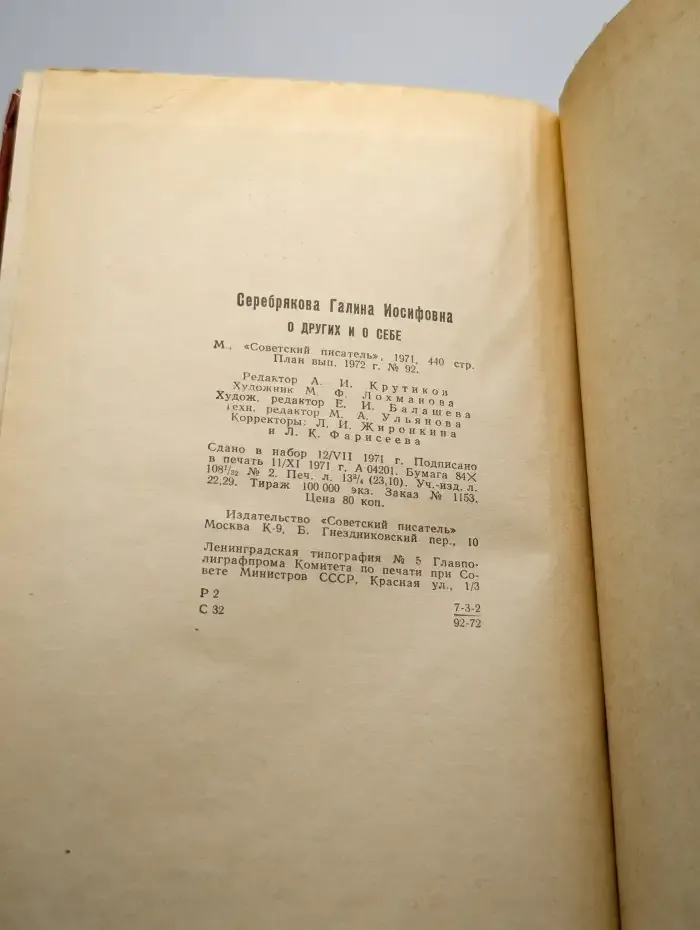 Серебрякова Галина Иосифовна
О ДРУГИХ И О СЕБЕ
М., «Советский писатель», 1971, 440 стр.
План вып. 1972 г. № 92.
Редактор А. И. Крутиков
Художник М. Ф. Лохманова
Худож. редактор Е. И. Балашева
Техн. редактор М. А. Ульянова
Корректоры: Л. И. Жиронкина
и Л. К. Фарисеева
Сдано в набор 12/VII 1971 г. Подписано
в печать 11/XI 1971 г. А 04201. Бумага 84×
108¹/₃₂ № 2. Печ. л. 13³/₄ (23,10). Уч.-изд. л.
22,29. Тираж 100 000 экз. Заказ № 1153.
Цена 80 коп.
Издательство «Советский писатель»
Москва К-9, Б. Гнездниковский пер., 10
Ленинградская типография № 5 Главпо-
лиграфпрома Комитета по печати при Со-
вете Министров СССР, Красная ул., 1/3
Р 2
С 32
7-3-2
92-72